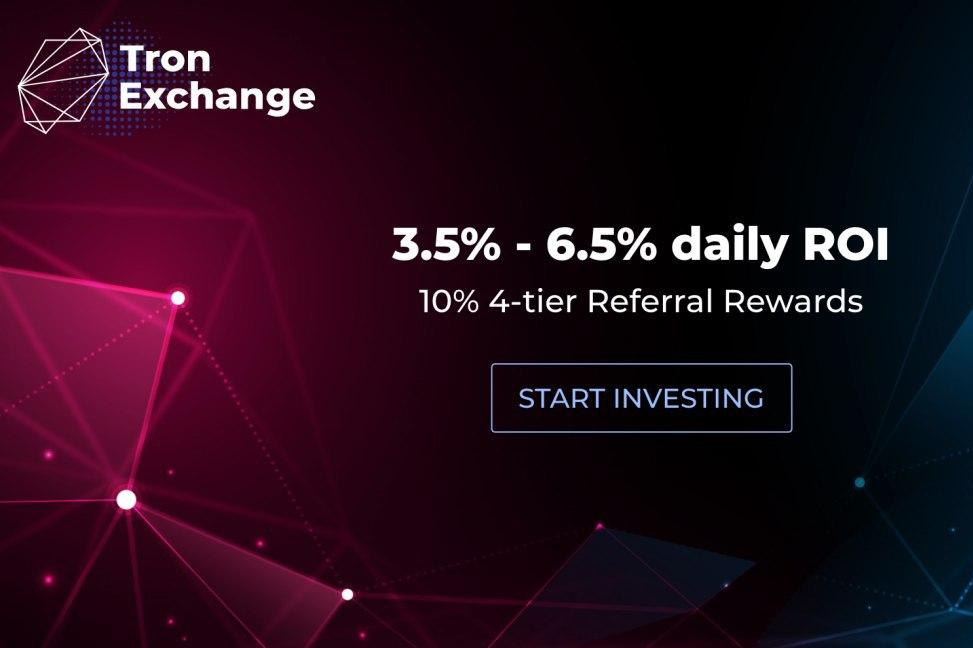 Tron
Exchange
3.5% - 6.5% daily ROI
10% 4-tier Referral Rewards
START INVESTING